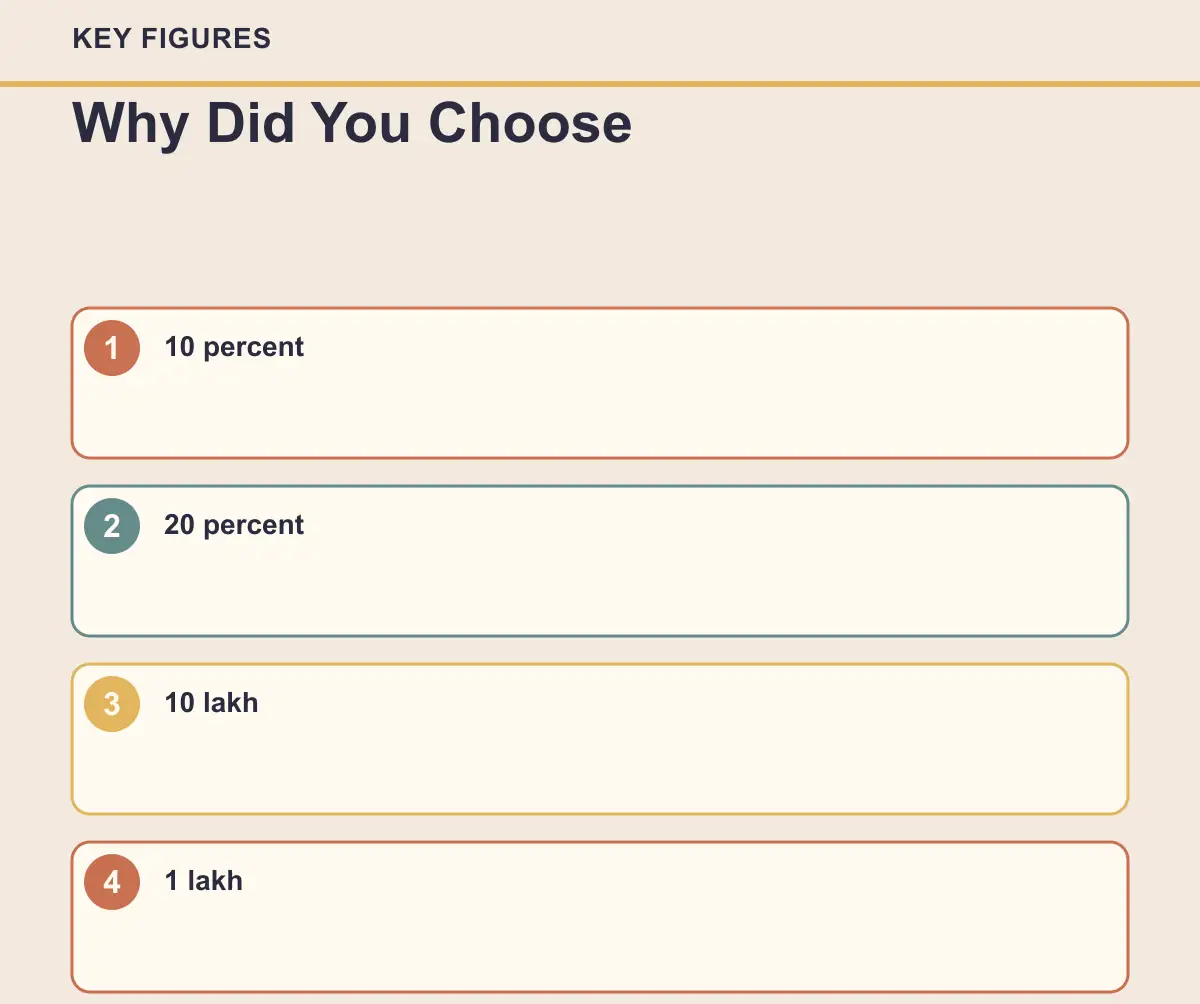 KEY FIGURES
Why Did You Choose
1 10 percent
2 20 percent
3 10 lakh
4 1 lakh